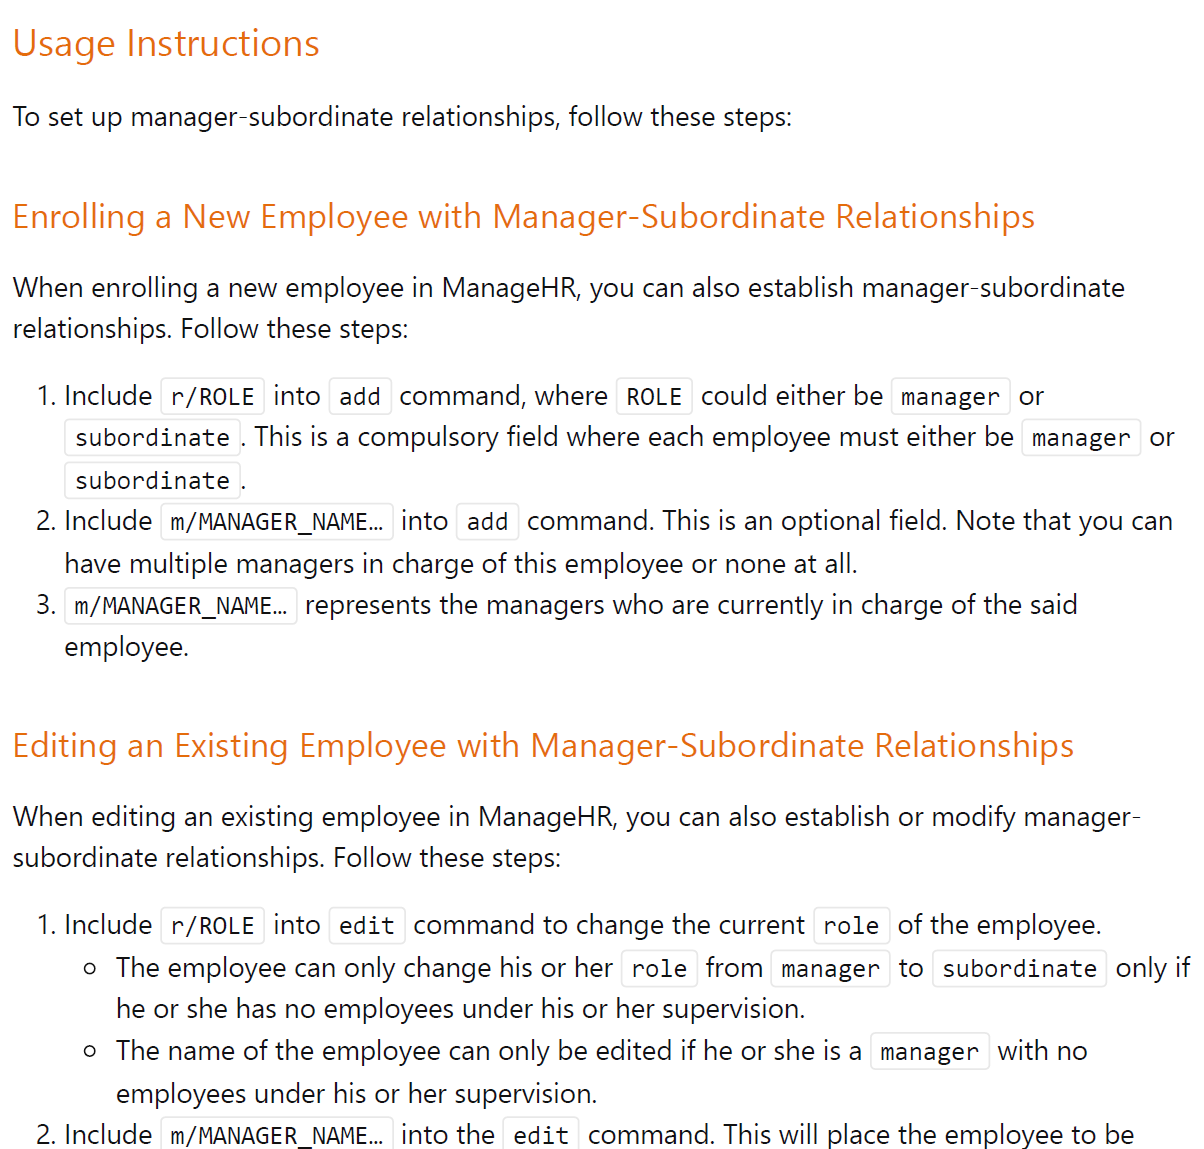 Usage Instructions
To set up manager-subordinate relationships, follow these steps:
Enrolling a New Employee with Manager-Subordinate Relationships
When enrolling a new employee in ManageHR, you can also establish manager-subordinate
relationships. Follow these steps:
1. Include r/ROLE into add command, where ROLE could either be manager or
subordinate. This is a compulsory field where each employee must either be manager or
subordinate.
2. Include m/MANAGER_NAME… into add command. This is an optional field. Note that you can
have multiple managers in charge of this employee or none at all.
3. m/MANAGER_NAME… represents the managers who are currently in charge of the said
employee.
Editing an Existing Employee with Manager-Subordinate Relationships
When editing an existing employee in ManageHR, you can also establish or modify manager-
subordinate relationships. Follow these steps:
1. Include r/ROLE into edit command to change the current role of the employee.
○ The employee can only change his or her role from manager to subordinate only if
he or she has no employees under his or her supervision.
○ The name of the employee can only be edited if he or she is a manager with no
employees under his or her supervision.
2. Include m/MANAGER_NAME… into the edit command. This will place the employee to be